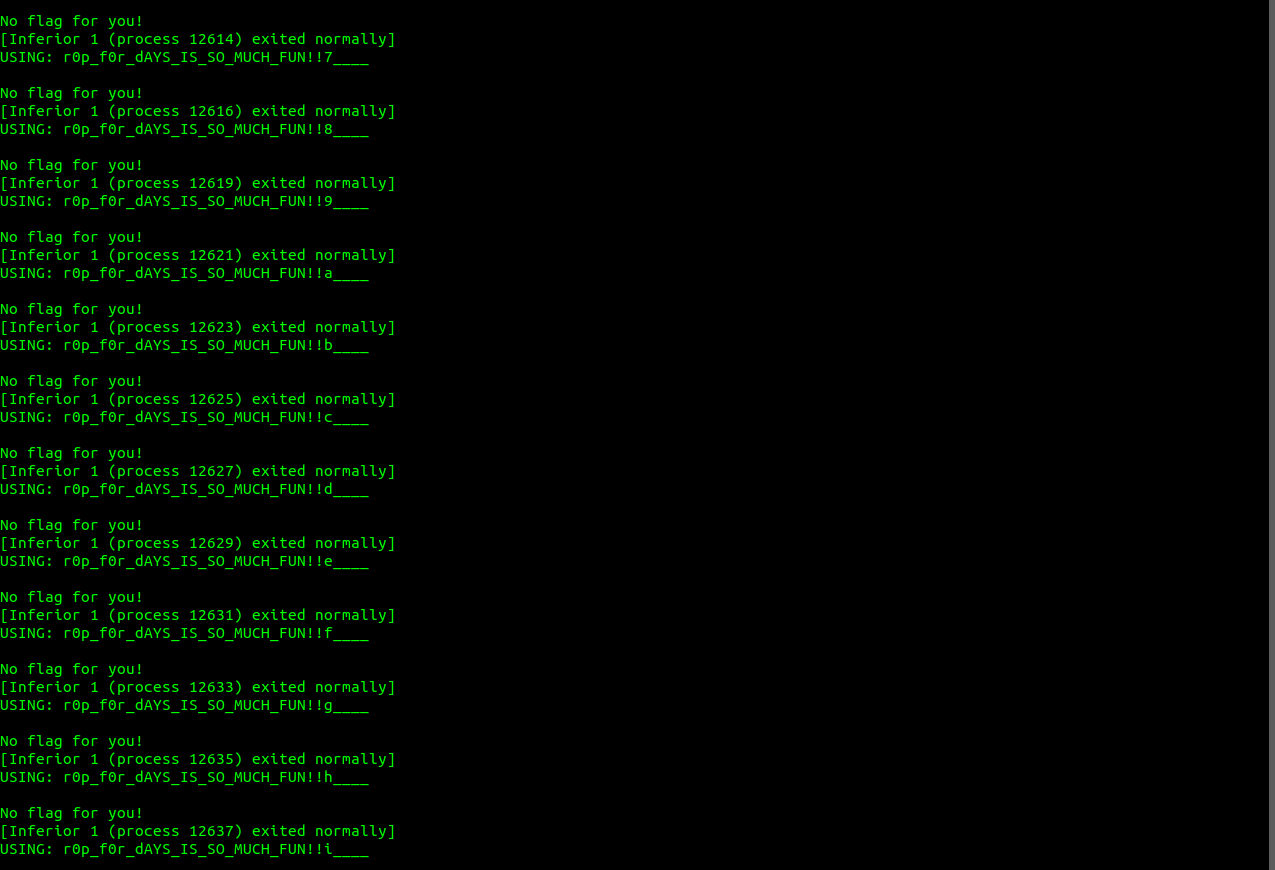 No flag for you!
[Inferior 1 (process 12614) exited normally]
USING: r0p_f0r_dAYS_IS_SO_MUCH_FUN!!7____
No flag for you!
[Inferior 1 (process 12616) exited normally]
USING: r0p_f0r_dAYS_IS_SO_MUCH_FUN!!8____
No flag for you!
[Inferior 1 (process 12619) exited normally]
USING: r0p_f0r_dAYS_IS_SO_MUCH_FUN!!9____
No flag for you!
[Inferior 1 (process 12621) exited normally]
USING: r0p_f0r_dAYS_IS_SO_MUCH_FUN!!a____
No flag for you!
[Inferior 1 (process 12623) exited normally]
USING: r0p_f0r_dAYS_IS_SO_MUCH_FUN!!b____
No flag for you!
[Inferior 1 (process 12625) exited normally]
USING: r0p_f0r_dAYS_IS_SO_MUCH_FUN!!c____
No flag for you!
[Inferior 1 (process 12627) exited normally]
USING: r0p_f0r_dAYS_IS_SO_MUCH_FUN!!d____
No flag for you!
[Inferior 1 (process 12629) exited normally]
USING: r0p_f0r_dAYS_IS_SO_MUCH_FUN!!e____
No flag for you!
[Inferior 1 (process 12631) exited normally]
USING: r0p_f0r_dAYS_IS_SO_MUCH_FUN!!f____
No flag for you!
[Inferior 1 (process 12633) exited normally]
USING: r0p_f0r_dAYS_IS_SO_MUCH_FUN!!g____
No flag for you!
[Inferior 1 (process 12635) exited normally]
USING: r0p_f0r_dAYS_IS_SO_MUCH_FUN!!h____
No flag for you!
[Inferior 1 (process 12637) exited normally]
USING: r0p_f0r_dAYS_IS_SO_MUCH_FUN!!i____